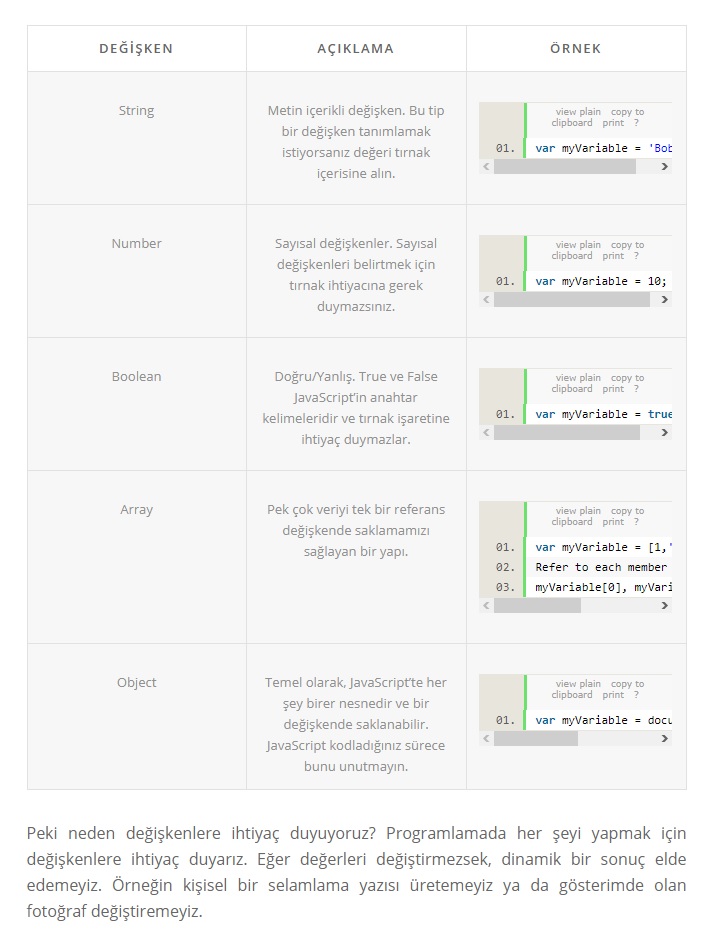 DEĞİŞKEN AÇIKLAMA ÖRNEK
String
Metin içerikli değişken. Bu tip
bir değişken tanımlamak
istiyorsanız değeri tırnak
içerisine alın.
view plain copy to
clipboard print ?
01. var myVariable = 'Bob
Number
Sayısal değişkenler. Sayısal
değişkenleri belirtmek için
tırnak ihtiyacına gerek
duymazsınız.
view plain copy to
clipboard print ?
01. var myVariable = 10;
Boolean
Doğru/Yanlış. True ve False
JavaScript'in anahtar
kelimeleridir ve tırnak işaretine
ihtiyaç duymazlar.
view plain copy to
clipboard print ?
01. var myVariable = true
Array
Pek çok veriyi tek bir referans
değişkende saklamamızı
sağlayan bir yapı.
view plain copy to
clipboard print ?
01. var myVariable = [1,'
02. Refer to each member
03. myVariable[0], myVari
Object
Temel olarak, JavaScript'te her
şey birer nesnedir ve bir
değişkende saklanabilir.
JavaScript kodladığınız sürece
bunu unutmayın.
view plain copy to
clipboard print ?
01. var myVariable = docu
Peki neden değişkenlere ihtiyaç duyuyoruz? Programlamada her şeyi yapmak için
değişkenlere ihtiyaç duyarız. Eğer değerleri değiştirmezsek, dinamik bir sonuç elde
edemeyiz. Örneğin kişisel bir selamlama yazısı üretemeyiz ya da gösterimde olan
fotoğraf değiştiremeyiz.